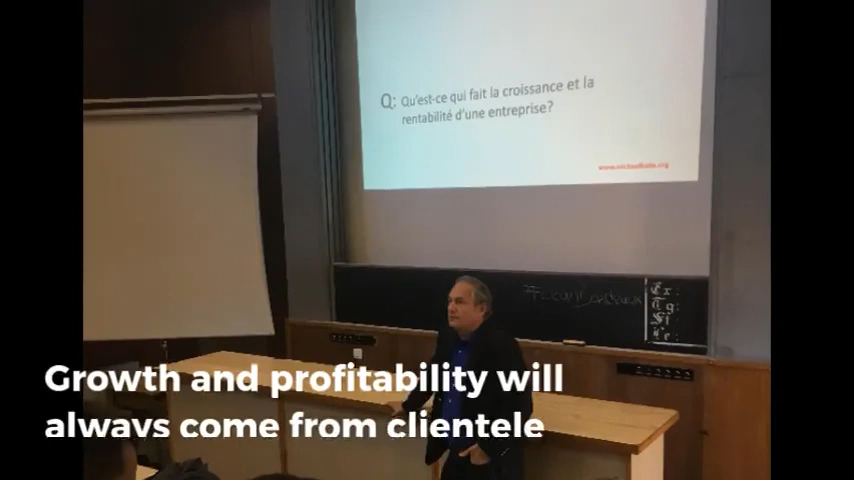 Q: Qu'est-ce qui fait la croissance et la
rentabilité d'une entreprise?
Growth and profitability will
always come from clientele